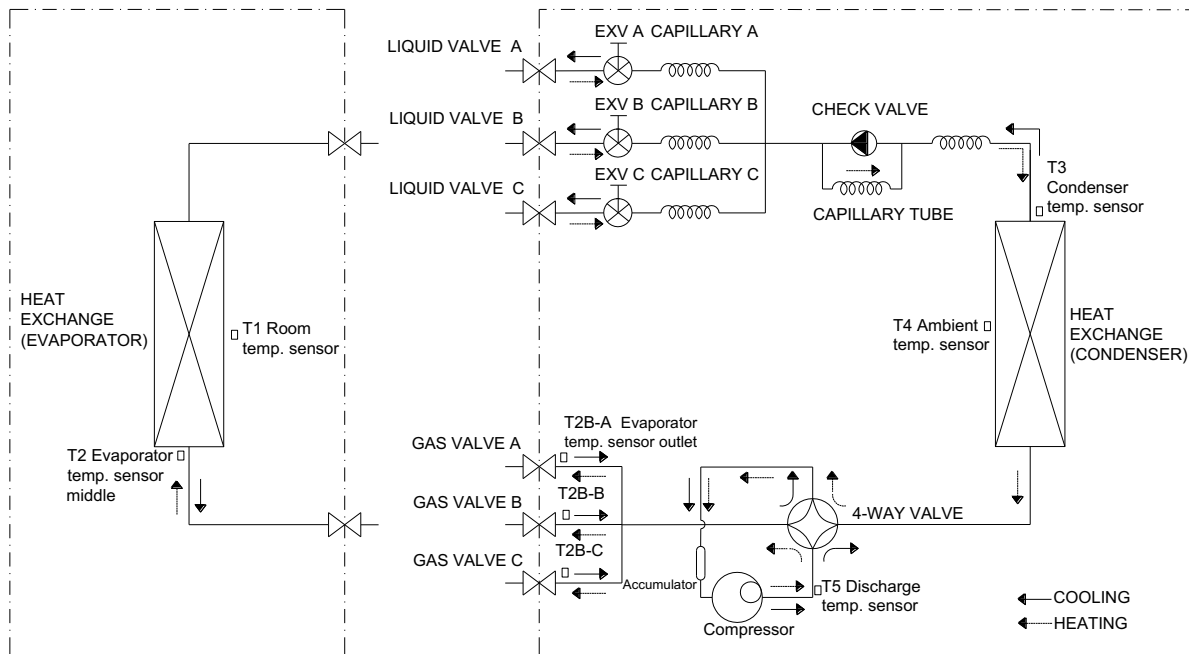 EXV A CAPILLARY A
LIQUID VALVE A
EXV B CAPILLARY B
LIQUID VALVE B
CHECK VALVE
EXV C CAPILLARY C
LIQUID VALVE C
CAPILLARY TUBE
T3
Condenser
temp. sensor
HEAT
EXCHANGE
(EVAPORATOR)
T1 Room
temp. sensor
T4 Ambient
temp. sensor
HEAT
EXCHANGE
(CONDENSER)
T2 Evaporator
temp. sensor
middle
T2B-A Evaporator
temp. sensor outlet
GAS VALVE A
T2B-B
GAS VALVE B
4-WAY VALVE
T2B-C
GAS VALVE C
Accumulator
T5 Discharge
temp. sensor
Compressor
COOLING
HEATING